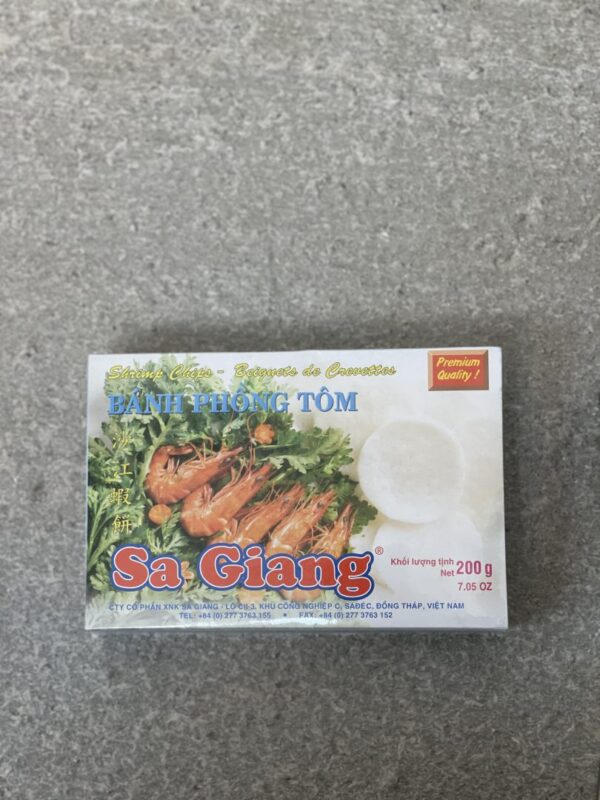 Shrimp Chips - Beignets de Crevettes
Premium
Quality !
BÁNH PHỒNG TÔM
沙江蝦餅
Sa Giang®
Khối lượng tịnh
Net 200 g
7.05 OZ
CTY CỔ PHẦN XNK SA GIANG - LÔ CII-3, KHU CÔNG NGHIỆP C, SAĐÉC, ĐỒNG THÁP, VIỆT NAM
TEL: +84 (0) 277 3763 155 • FAX: +84 (0) 277 3763 152